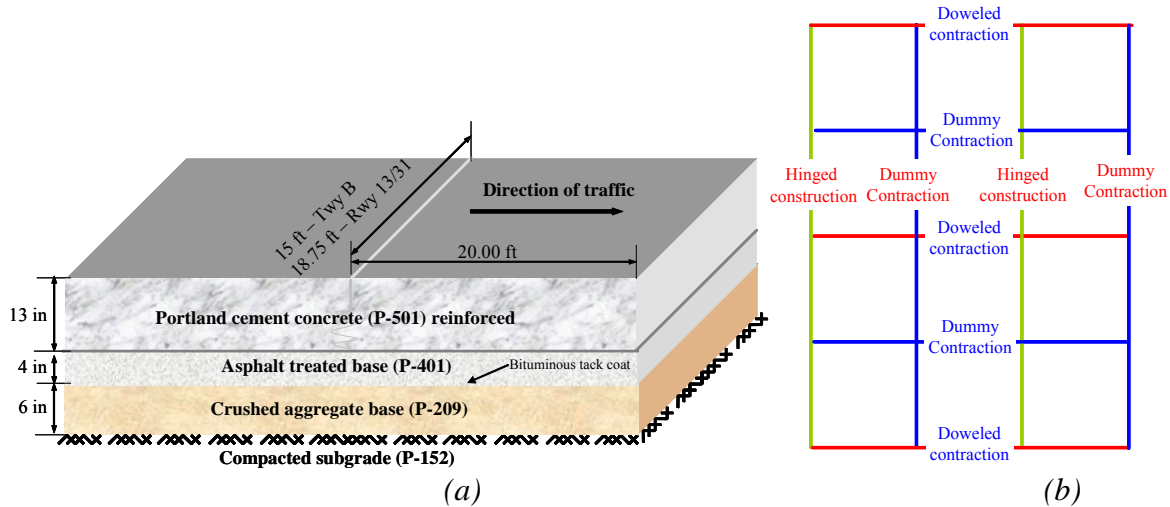 15 ft – Twy B
18.75 ft – Rwy 13/31
Direction of traffic
20.00 ft
13 in
Portland cement concrete (P-501) reinforced
4 in
Asphalt treated base (P-401)
Bituminous tack coat
6 in
Crushed aggregate base (P-209)
Compacted subgrade (P-152)
(a)
Doweled
contraction
Dummy
Contraction
Hinged
construction
Dummy
Contraction
Hinged
construction
Dummy
Contraction
Doweled
contraction
Dummy
Contraction
Doweled
contraction
(b)